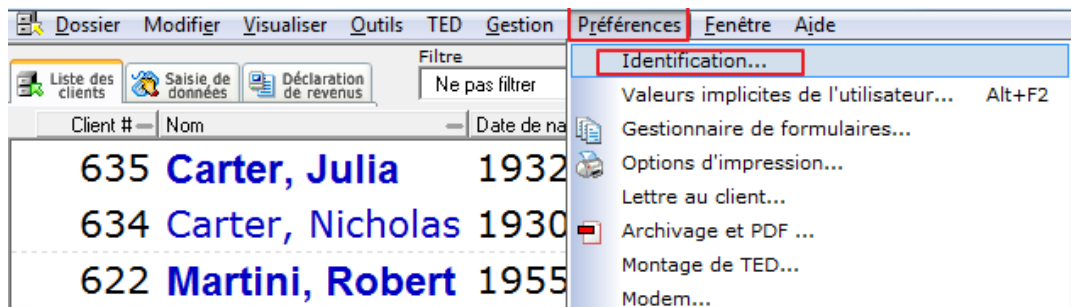 Dossier Modifier Visualiser Outils TED Gestion Préférences Fenêtre Aide
Liste des clients
Saisie de données
Déclaration de revenus
Filtre
Ne pas filtrer
Client # Nom Date de na
635 Carter, Julia 1932
634 Carter, Nicholas 1930
622 Martini, Robert 1955
Identification...
Valeurs implicites de l'utilisateur... Alt+F2
Gestionnaire de formulaires...
Options d'impression...
Lettre au client...
Archivage et PDF ...
Montage de TED...
Modem...